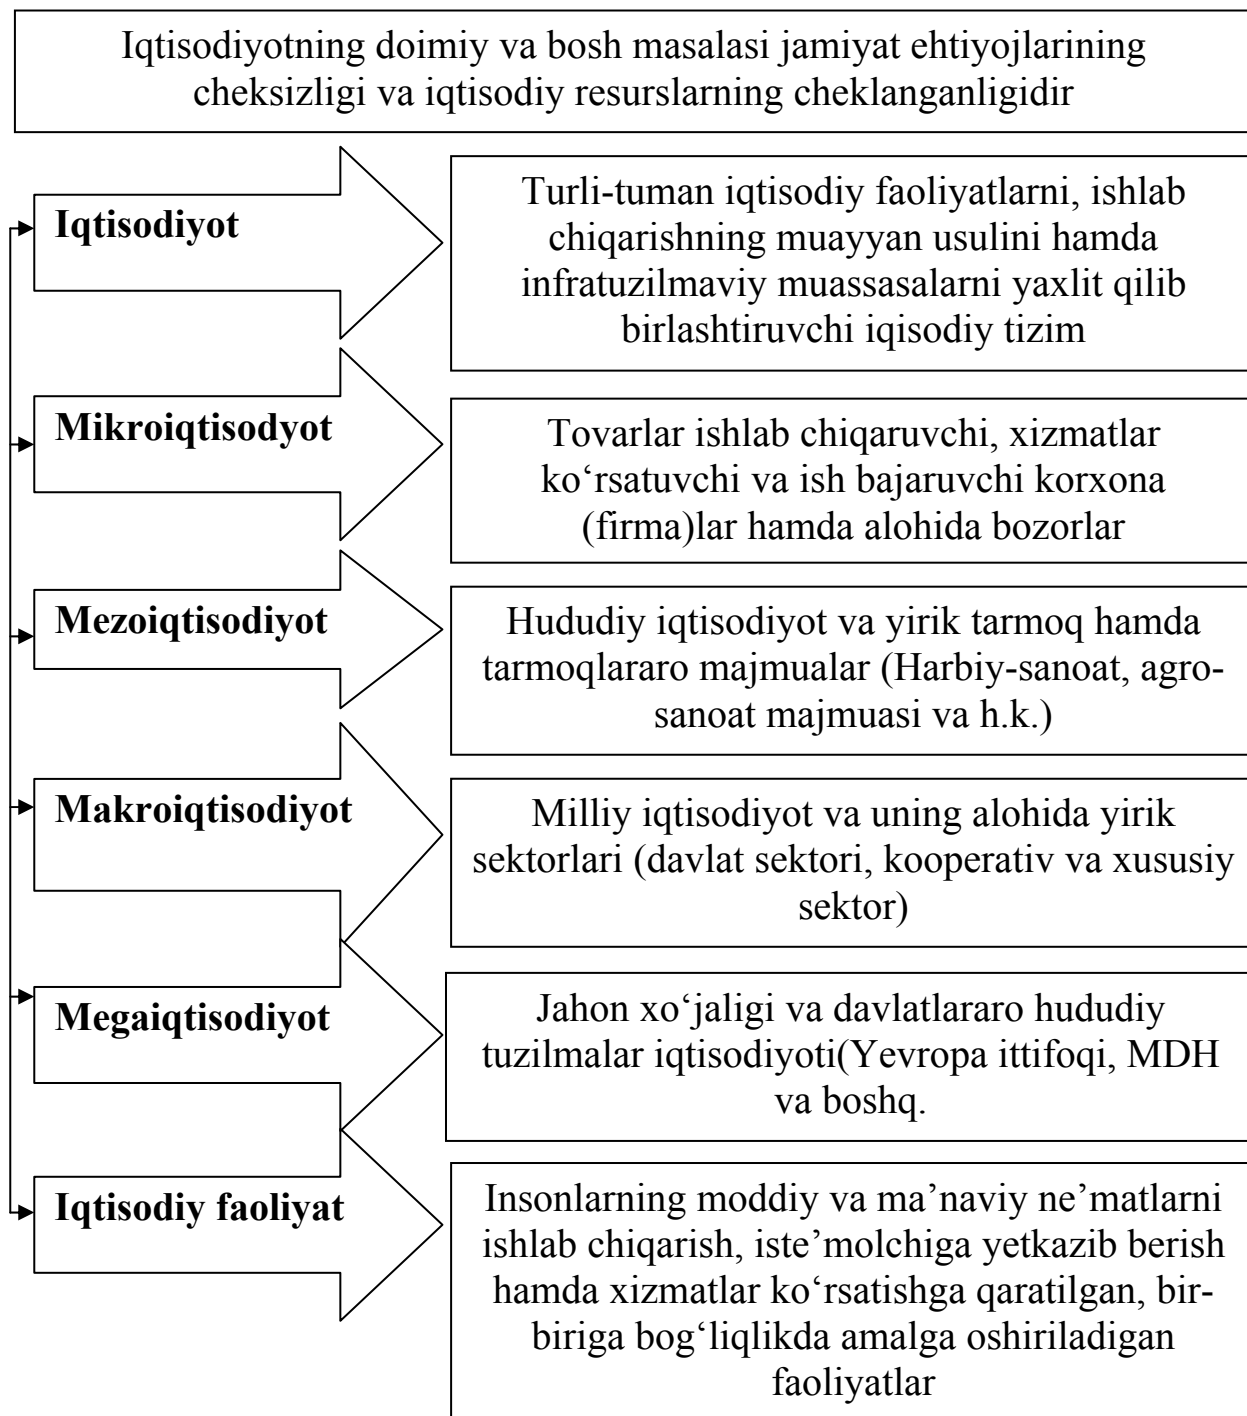 Iqtisodiyotning doimiy va bosh masalasi jamiyat ehtiyojlarining
cheksizligi va iqtisodiy resurslarning cheklanganligidir
Iqtisodiyot
Turli-tuman iqtisodiy faoliyatlarni, ishlab
chiqarishning muayyan usulini hamda
infratuzilmaviy muassasalarni yaxlit qilib
birlashtiruvchi iqisodiy tizim
Mikroiqtisodyot
Tovarlar ishlab chiqaruvchi, xizmatlar
ko‘rsatuvchi va ish bajaruvchi korxona
(firma)lar hamda alohida bozorlar
Mezoiqtisodiyot
Hududiy iqtisodiyot va yirik tarmoq hamda
tarmoqlararo majmualar (Harbiy-sanoat, agro-
sanoat majmuasi va h.k.)
Makroiqtisodiyot
Milliy iqtisodiyot va uning alohida yirik
sektorlari (davlat sektori, kooperativ va xususiy
sektor)
Megaiqtisodiyot
Jahon xo‘jaligi va davlatlararo hududiy
tuzilmalar iqtisodiyoti(Yevropa ittifoqi, MDH
va boshq.
Iqtisodiy faoliyat
Insonlarning moddiy va ma’naviy ne’matlarni
ishlab chiqarish, iste’molchiga yetkazib berish
hamda xizmatlar ko‘rsatishga qaratilgan, bir-
biriga bog‘liqlikda amalga oshiriladigan
faoliyatlar